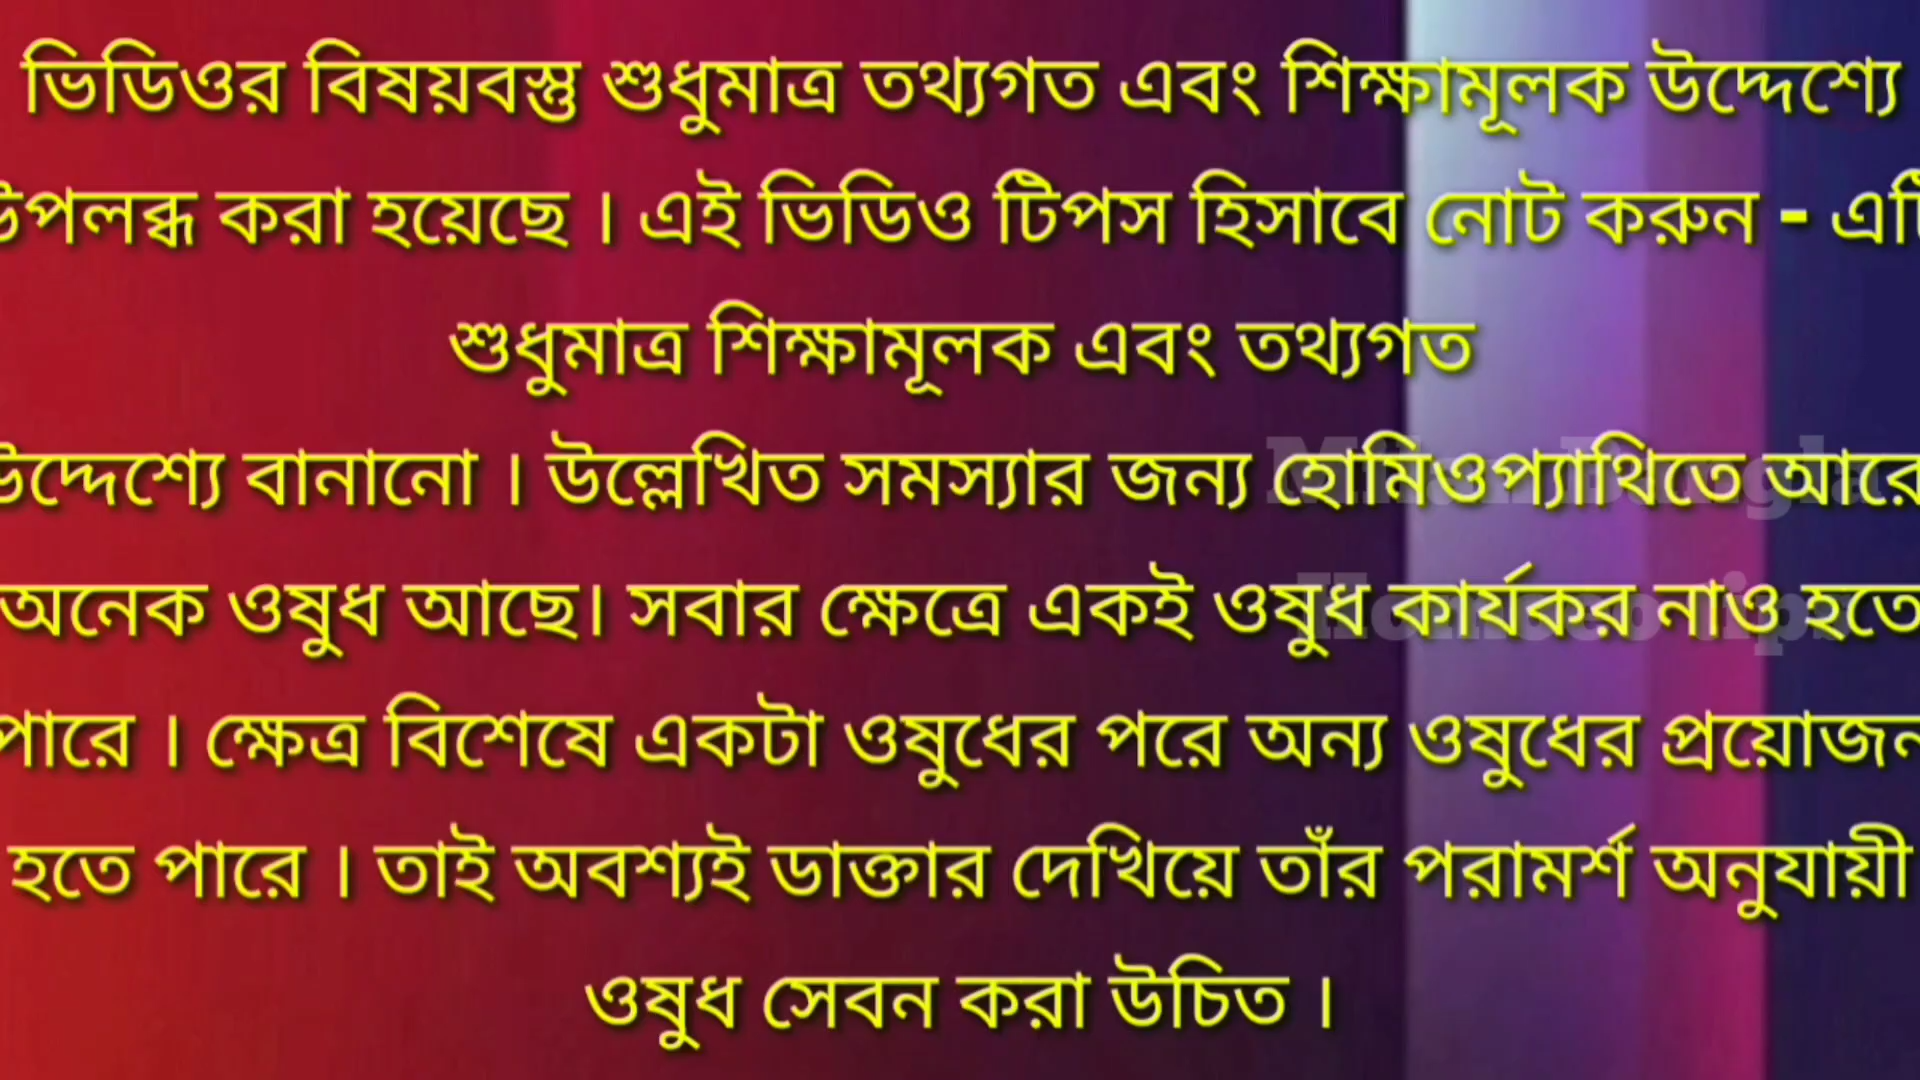 ভিডিওর বিষয়বস্তু শুধুমাত্র তথ্যগত এবং শিক্ষামূলক উদ্দেশ্যে
উপলব্ধ করা হয়েছে । এই ভিডিও টিপস হিসাবে নোট করুন - এটি
শুধুমাত্র শিক্ষামূলক এবং তথ্যগত
উদ্দেশ্যে বানানো । উল্লেখিত সমস্যার জন্য হোমিওপ্যাথিতে আরো
অনেক ওষুধ আছে। সবার ক্ষেত্রে একই ওষুধ কার্যকর নাও হতে
পারে । ক্ষেত্র বিশেষে একটা ওষুধের পরে অন্য ওষুধের প্রয়োজন
হতে পারে । তাই অবশ্যই ডাক্তার দেখিয়ে তাঁর পরামর্শ অনুযায়ী
ওষুধ সেবন করা উচিত ।